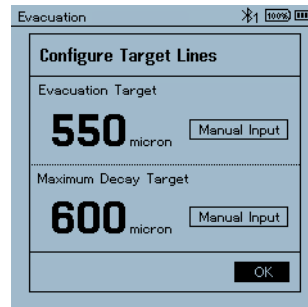 Evacuation 1 100%
Configure Target Lines
Evacuation Target
550 micron Manual Input
Maximum Decay Target
600 micron Manual Input
OK